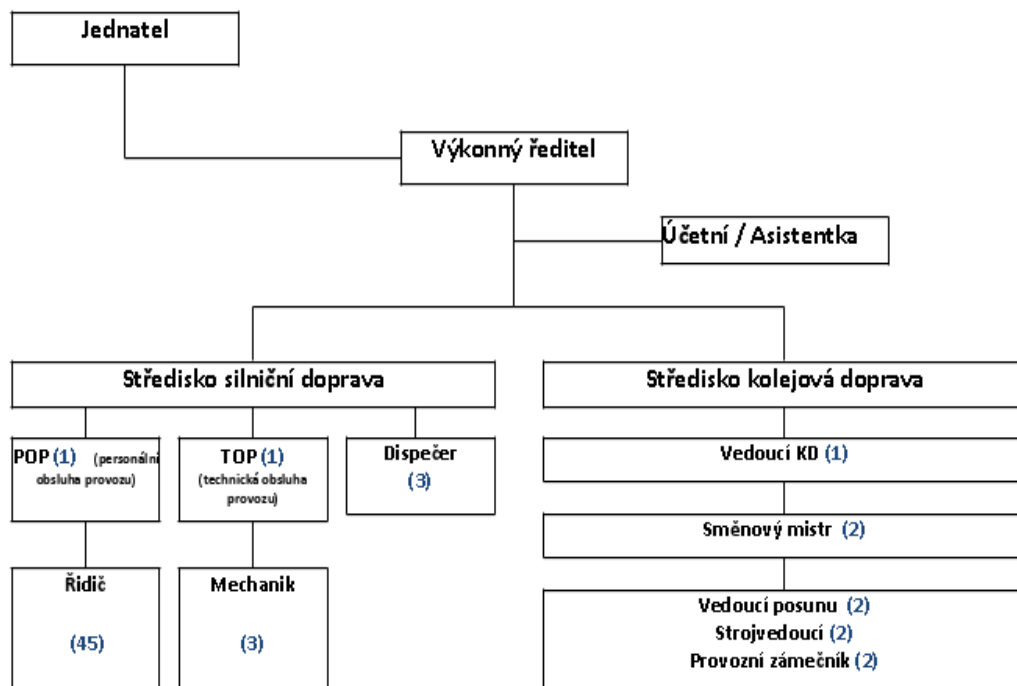 Jednatel
Výkonný ředitel
Účetní / Asistentka
Středisko silniční doprava
Středisko kolejová doprava
POP (1) (personální
obsluha provozu)
TOP (1)
(technická obsluha
provozu)
Dispečer
(3)
Vedoucí KD (1)
Směnový mistr (2)
Řidič
(45)
Mechanik
(3)
Vedoucí posunu (2)
Strojvedoucí (2)
Provozní zámečník (2)